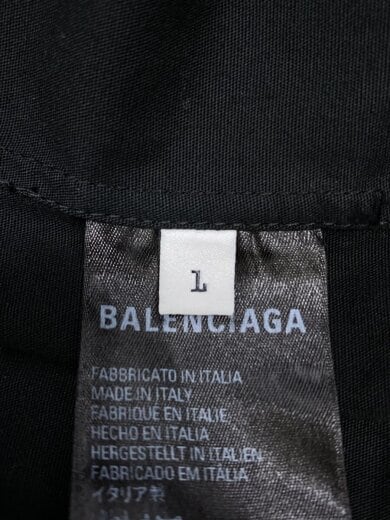 L
BALENCIAGA
FABBRICATO IN ITALIA
MADE IN ITALY
FABRIQUE EN ITALIE
HECHO EN ITALIA
HERGESTELLT IN ITALIEN
FABRICADO EM ITÀLIA
イタリア製